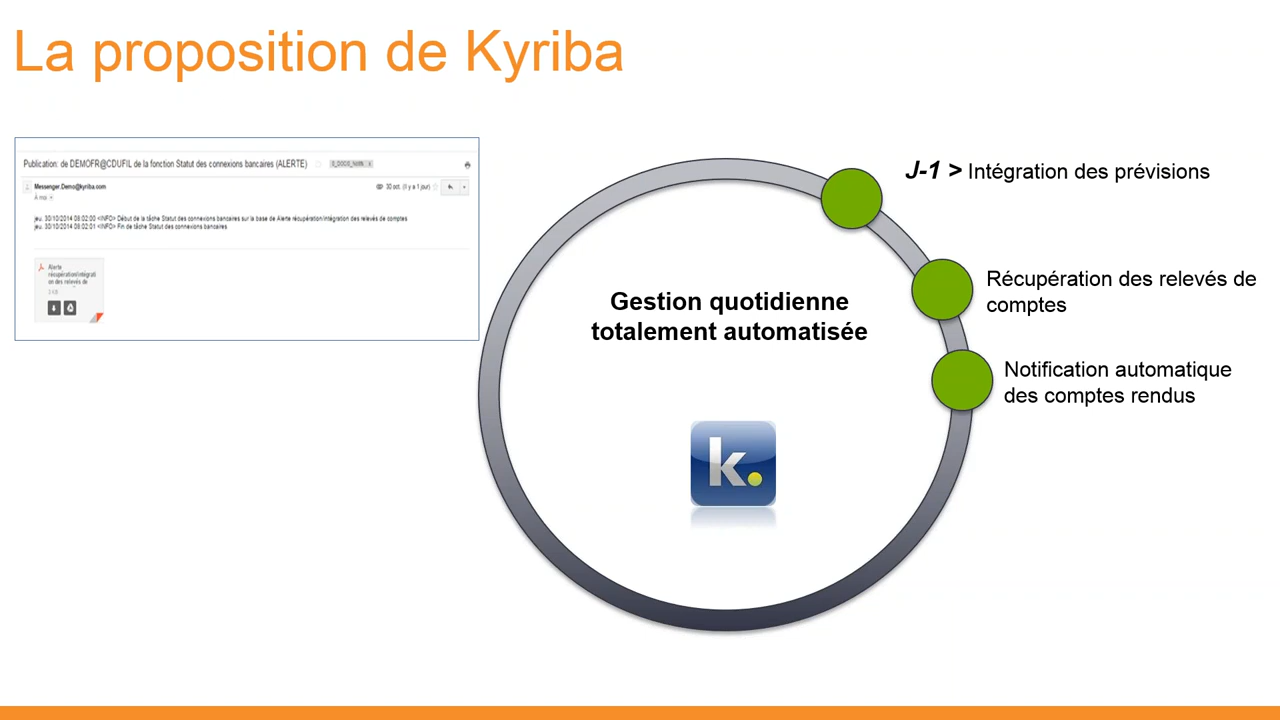 La proposition de Kyriba
Publication: de DEMOFR@CDUFIL de la fonction Statut des connexions bancaires (ALERTE)
Messenger.Demo@kyriba.com
30 oct. (il y a 1 jour)
À moi
jeu. 30/10/2014 08:02:00 <INFO> Début de la tâche Statut des connexions bancaires sur la base de Alerte récupération/intégration des relevés de comptes
jeu. 30/10/2014 08:02:01 <INFO> Fin de tâche Statut des connexions bancaires
Alerte
récupération/intégrati
on des relevés de
J-1 > Intégration des prévisions
Récupération des relevés de
comptes
Gestion quotidienne
totalement automatisée
Notification automatique
des comptes rendus
k.